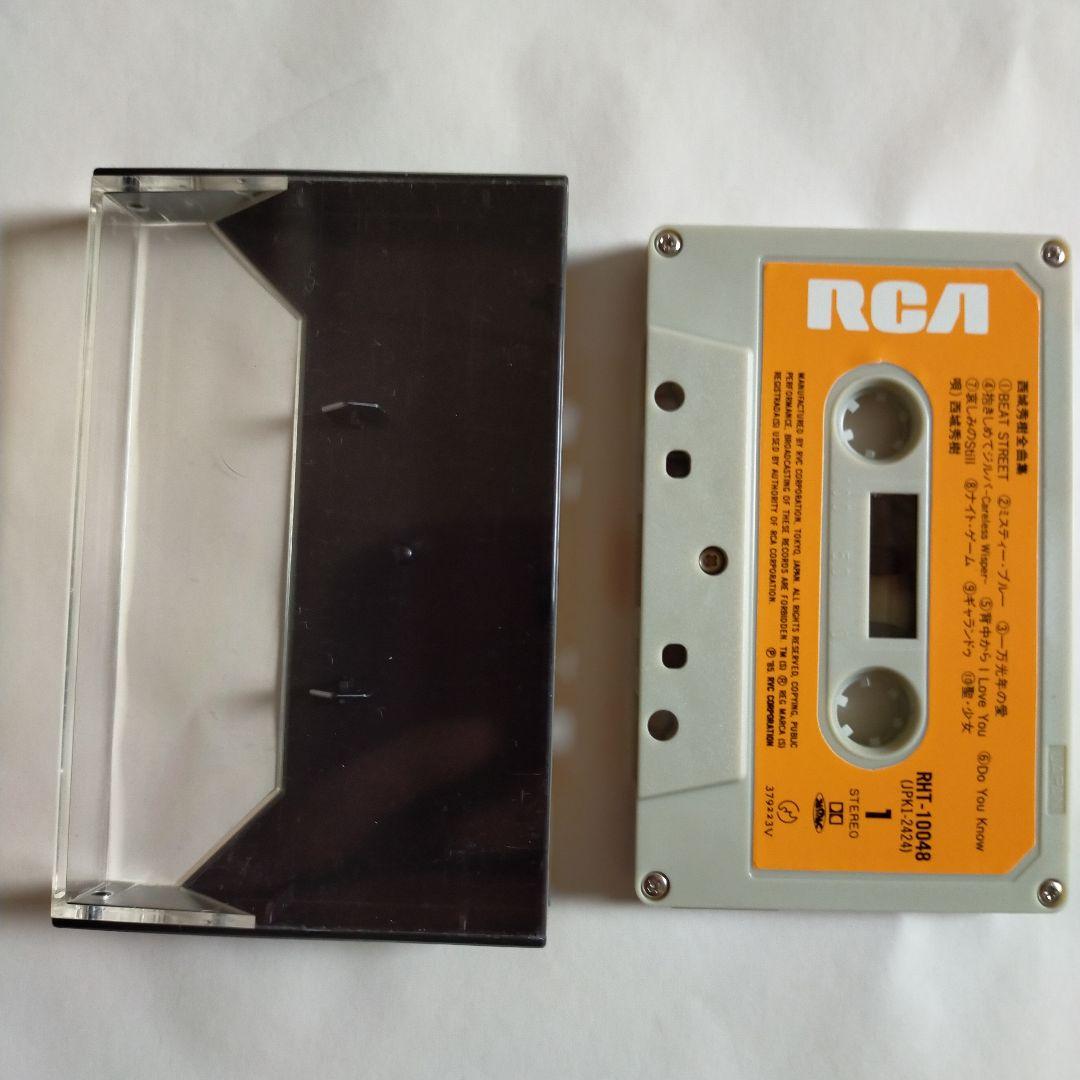 RCA
西城秀樹全曲集
①BEAT STREET ②ミスティー・ブルー ③一万光年の愛
④抱きしめてジルバ-Careless Wisper- ⑤背中から I Love You ⑥Do You Know
⑦哀しみのStill ⑧ナイト・ゲーム ⑨ギャランドゥ ⑩聖・少女
唄）西城秀樹
MANUFACTURED BY RVC CORPORATION, TOKYO, JAPAN. ALL RIGHTS RESERVED, COPYING, PUBLIC
PERFORMANCE, BROADCASTING OF THESE RECORDS ARE FORBIDDEN. TM(S) ® REG MARCA(S)
REGISTRADA(S) USED BY AUTHORITY OF RCA CORPORATION.
Ⓟ '85 RVC CORPORATION
RHT-10048
(JPK1-2424)
1
STEREO
379223V